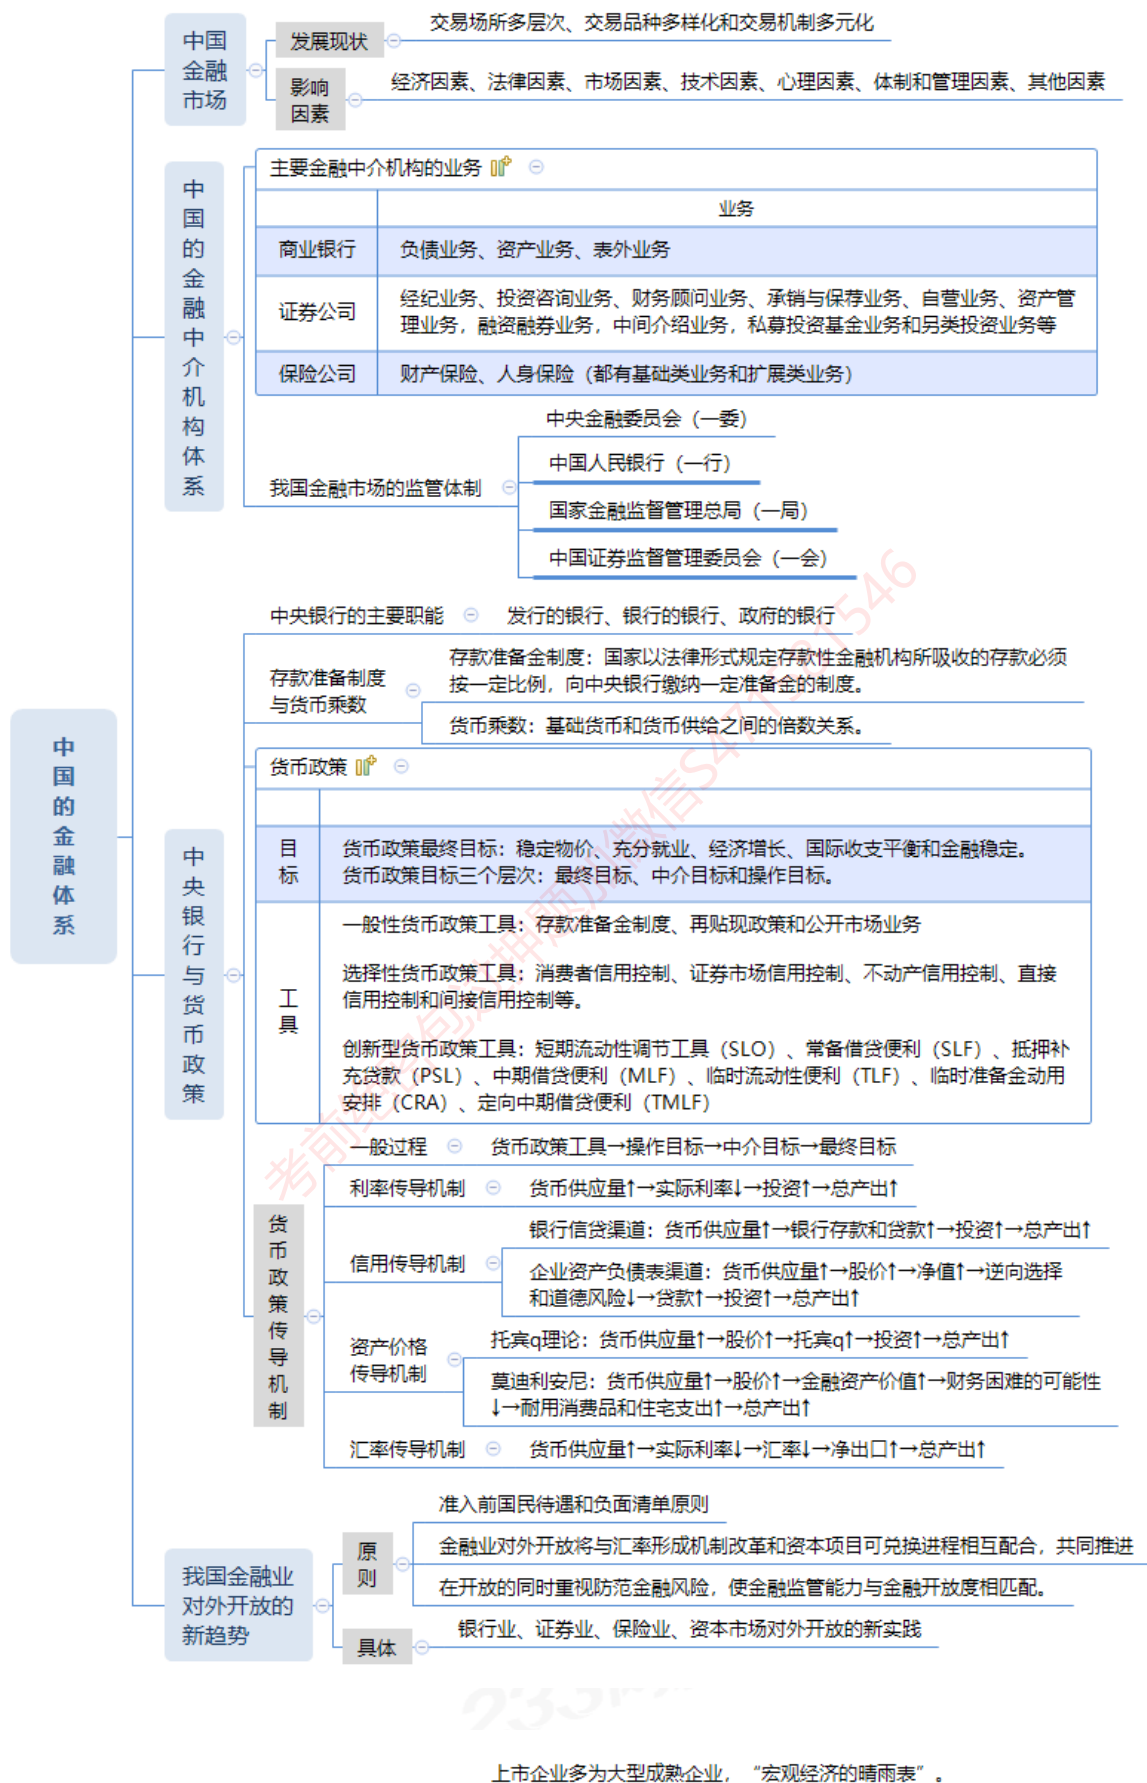 中国
金融
市场
发展现状
交易场所多层次、交易品种多样化和交易机制多元化
影响
因素
经济因素、法律因素、市场因素、技术因素、心理因素、体制和管理因素、其他因素
中国的金融中介机构体系
主要金融中介机构的业务
业务
商业银行
负债业务、资产业务、表外业务
证券公司
经纪业务、投资咨询业务、财务顾问业务、承销与保荐业务、自营业务、资产管
理业务，融资融券业务，中间介绍业务，私募投资基金业务和另类投资业务等
保险公司
财产保险、人身保险（都有基础类业务和扩展类业务）
我国金融市场的监管体制
中央金融委员会（一委）
中国人民银行（一行）
国家金融监督管理总局（一局）
中国证券监督管理委员会（一会）
中国的金融体系
中央银行与货币政策
中央银行的主要职能
发行的银行、银行的银行、政府的银行
存款准备制度
与货币乘数
存款准备金制度：国家以法律形式规定存款性金融机构所吸收的存款必须
按一定比例，向中央银行缴纳一定准备金的制度。
货币乘数：基础货币和货币供给之间的倍数关系。
货币政策
目
标
货币政策最终目标：稳定物价、充分就业、经济增长、国际收支平衡和金融稳定。
货币政策目标三个层次：最终目标、中介目标和操作目标。
工
具
一般性货币政策工具：存款准备金制度、再贴现政策和公开市场业务
选择性货币政策工具：消费者信用控制、证券市场信用控制、不动产信用控制、直接
信用控制和间接信用控制等。
创新型货币政策工具：短期流动性调节工具（SLO）、常备借贷便利（SLF）、抵押补
充贷款（PSL）、中期借贷便利（MLF）、临时流动性便利（TLF）、临时准备金动用
安排（CRA）、定向中期借贷便利（TMLF）
货币政策传导机制
一般过程
货币政策工具→操作目标→中介目标→最终目标
利率传导机制
货币供应量↑→实际利率↓→投资↑→总产出↑
信用传导机制
银行信贷渠道：货币供应量↑→银行存款和贷款↑→投资↑→总产出↑
企业资产负债表渠道：货币供应量↑→股价↑→净值↑→逆向选择
和道德风险↓→贷款↑→投资↑→总产出↑
资产价格
传导机制
托宾q理论：货币供应量↑→股价↑→托宾q↑→投资↑→总产出↑
莫迪利安尼：货币供应量↑→股价↑→金融资产价值↑→财务困难的可能性
↓→耐用消费品和住宅支出↑→总产出↑
汇率传导机制
货币供应量↑→实际利率↓→汇率↓→净出口↑→总产出↑
我国金融业
对外开放的
新趋势
原
则
准入前国民待遇和负面清单原则
金融业对外开放将与汇率形成机制改革和资本项目可兑换进程相互配合，共同推进
在开放的同时重视防范金融风险，使金融监管能力与金融开放度相匹配。
具体
银行业、证券业、保险业、资本市场对外开放的新实践
上市企业多为大型成熟企业，“宏观经济的晴雨表”。